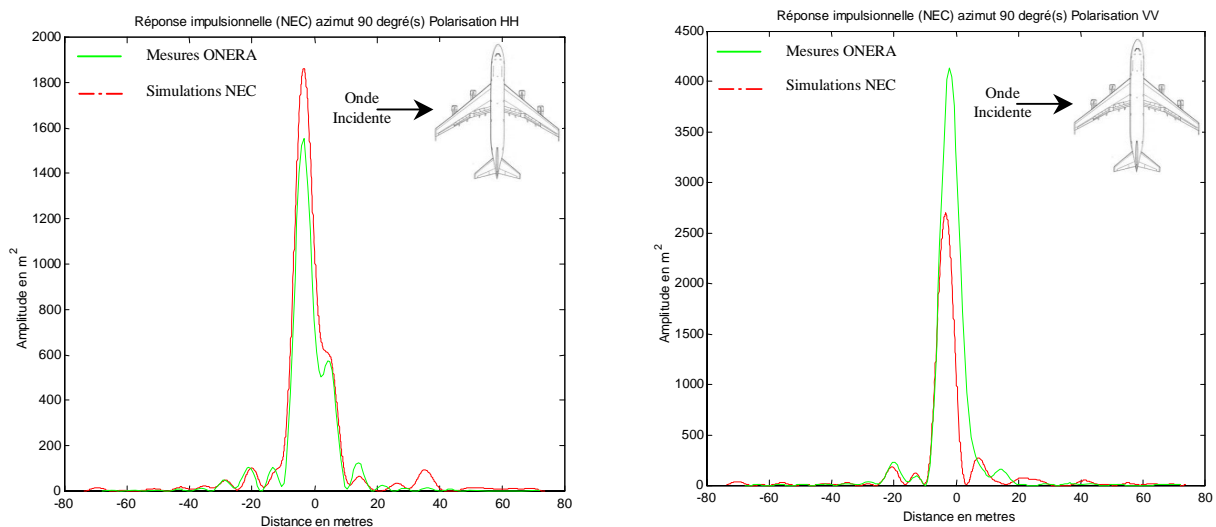 Réponse impulsionnelle (NEC) azimut 90 degré(s) Polarisation HH
2000
1800
1600
1400
1200
1000
800
600
400
200
0
Amplitude en m2
Mesures ONERA
Simulations NEC
Onde
Incidente
-80 -60 -40 -20 0 20 40 60 80
Distance en metres
Réponse impulsionnelle (NEC) azimut 90 degré(s) Polarisation VV
4500
4000
3500
3000
2500
2000
1500
1000
500
0
Amplitude en m2
Mesures ONERA
Simulations NEC
Onde
Incidente
-80 -60 -40 -20 0 20 40 60 80
Distance en metres